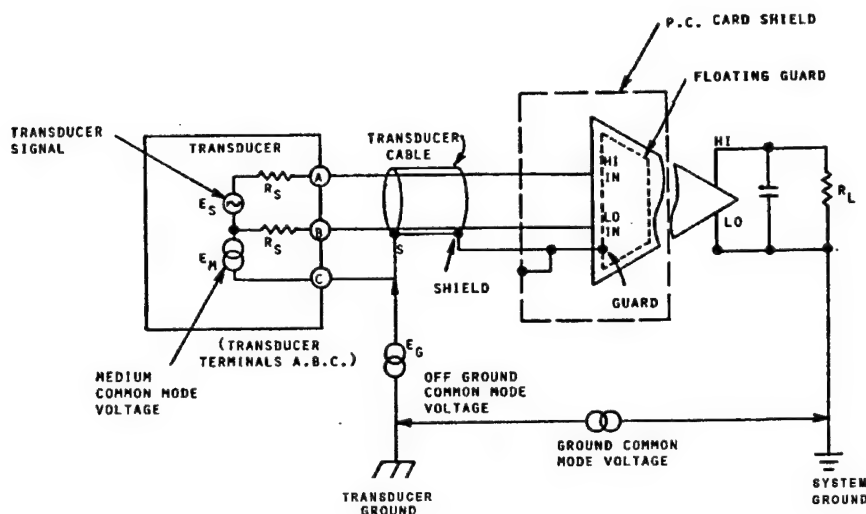 P.C. CARD SHIELD
FLOATING GUARD
TRANSDUCER
SIGNAL
TRANSDUCER
TRANSDUCER
CABLE
HI
IN
HI
R_S
A
E_S
R_L
LO
IN
LO
R_S
B
S
E_M
C
SHIELD
GUARD
(TRANSDUCER
TERMINALS A.B.C.)
E_G
MEDIUM
COMMON MODE
VOLTAGE
OFF GROUND
COMMON MODE
VOLTAGE
GROUND COMMON
MODE VOLTAGE
TRANSDUCER
GROUND
SYSTEM
GROUND